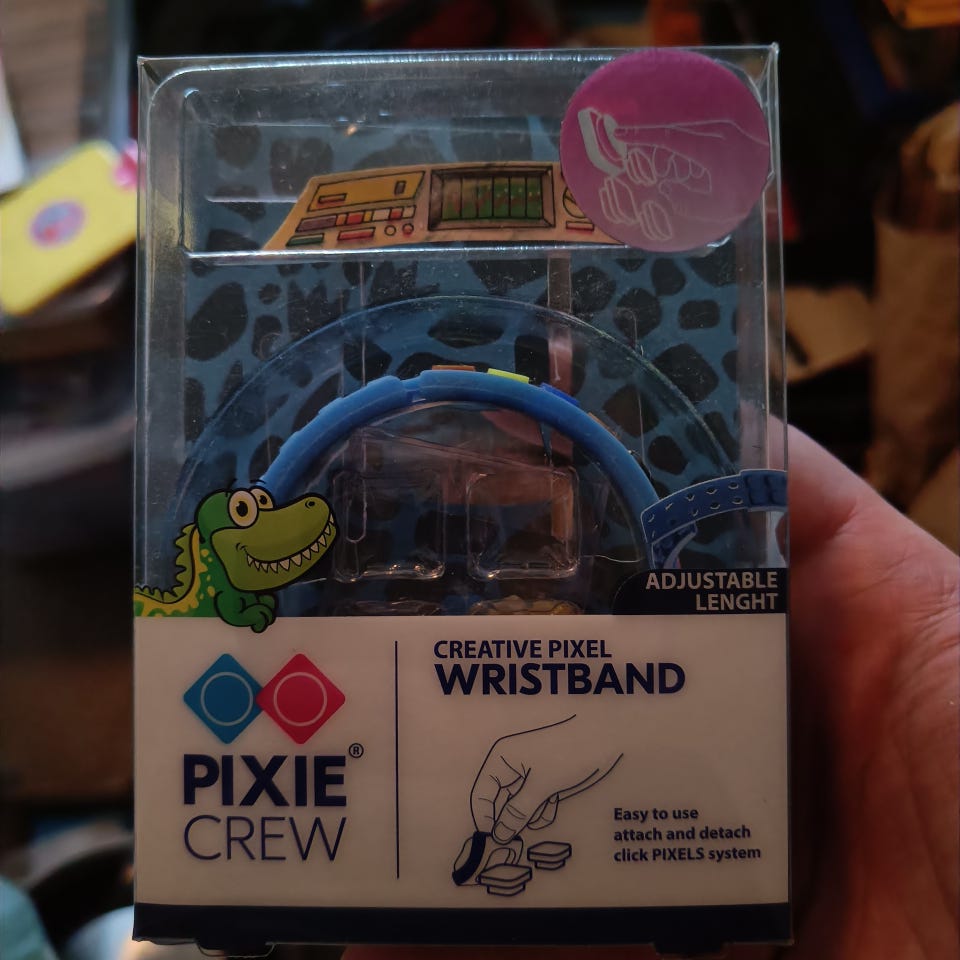 ADJUSTABLE
LENGHT
PIXIE®
CREW
CREATIVE PIXEL
WRISTBAND
Easy to use
attach and detach
click PIXELS system